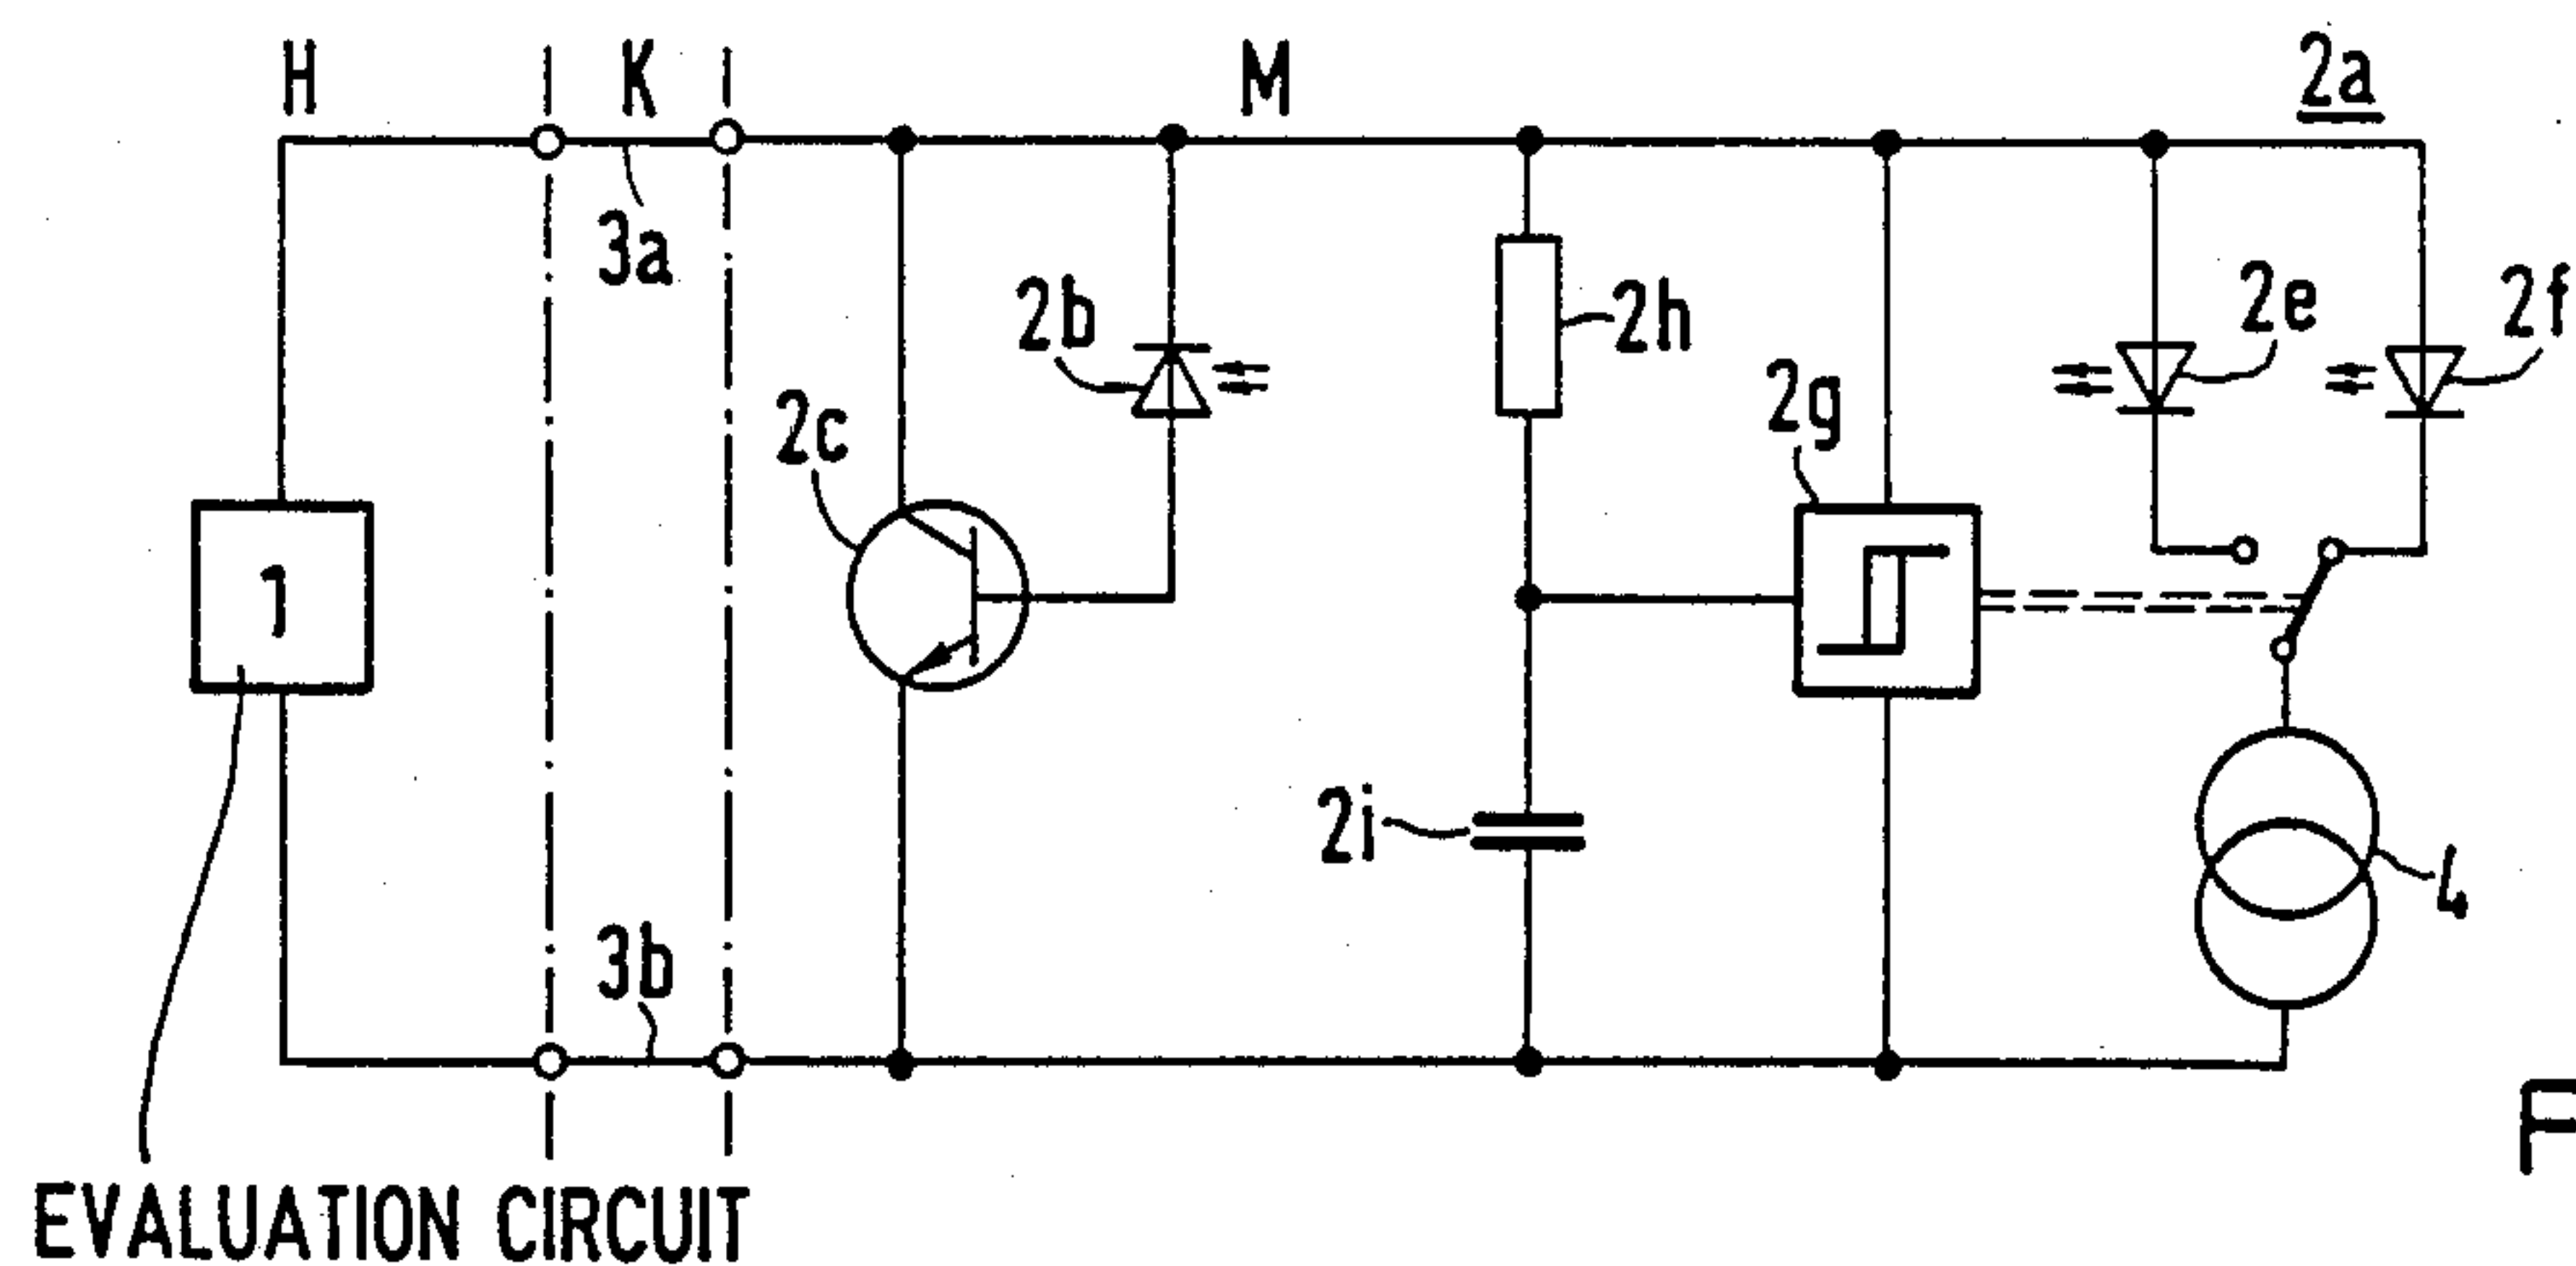 H K M 2a
3a
2b 2h 2e 2f
2c 2g
1
2i 4
3b
EVALUATION CIRCUIT
F